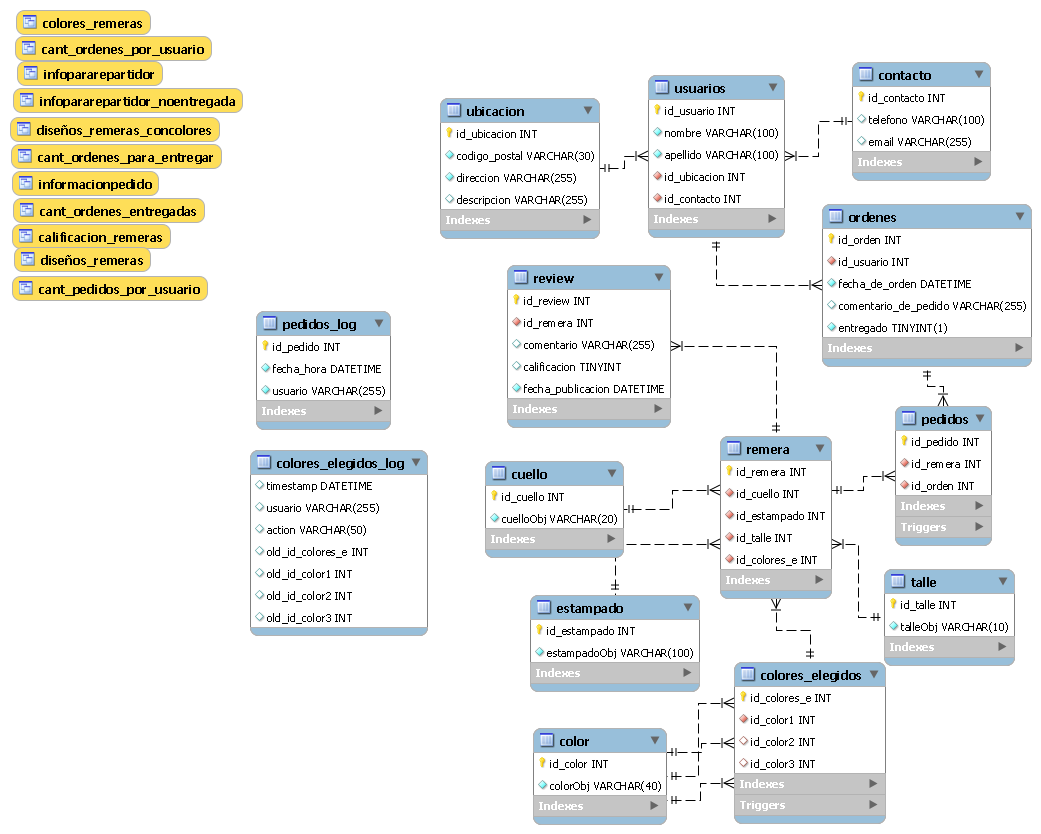 colores_remeras
cant_ordenes_por_usuario
infopararepartidor
infopararepartidor_noentregada
diseños_remeras_concolores
cant_ordenes_para_entregar
informacionpedido
cant_ordenes_entregadas
calificacion_remeras
diseños_remeras
cant_pedidos_por_usuario
ubicacion
id_ubicacion INT
codigo_postal VARCHAR(30)
direccion VARCHAR(255)
descripcion VARCHAR(255)
Indexes
usuarios
id_usuario INT
nombre VARCHAR(100)
apellido VARCHAR(100)
id_ubicacion INT
id_contacto INT
Indexes
contacto
id_contacto INT
telefono VARCHAR(100)
email VARCHAR(255)
Indexes
ordenes
id_orden INT
id_usuario INT
fecha_de_orden DATETIME
comentario_de_pedido VARCHAR(255)
entregado TINYINT(1)
Indexes
review
id_review INT
id_remera INT
comentario VARCHAR(255)
calificacion TINYINT
fecha_publicacion DATETIME
Indexes
pedidos_log
id_pedido INT
fecha_hora DATETIME
usuario VARCHAR(255)
Indexes
pedidos
id_pedido INT
id_remera INT
id_orden INT
Indexes
Triggers
remera
id_remera INT
id_cuello INT
id_estampado INT
id_talle INT
id_colores_e INT
Indexes
colores_elegidos_log
timestamp DATETIME
usuario VARCHAR(255)
action VARCHAR(50)
old_id_colores_e INT
old_id_color1 INT
old_id_color2 INT
old_id_color3 INT
cuello
id_cuello INT
cuelloObj VARCHAR(20)
Indexes
estampado
id_estampado INT
estampadoObj VARCHAR(100)
Indexes
talle
id_talle INT
talleObj VARCHAR(10)
Indexes
colores_elegidos
id_colores_e INT
id_color1 INT
id_color2 INT
id_color3 INT
Indexes
Triggers
color
id_color INT
colorObj VARCHAR(40)
Indexes